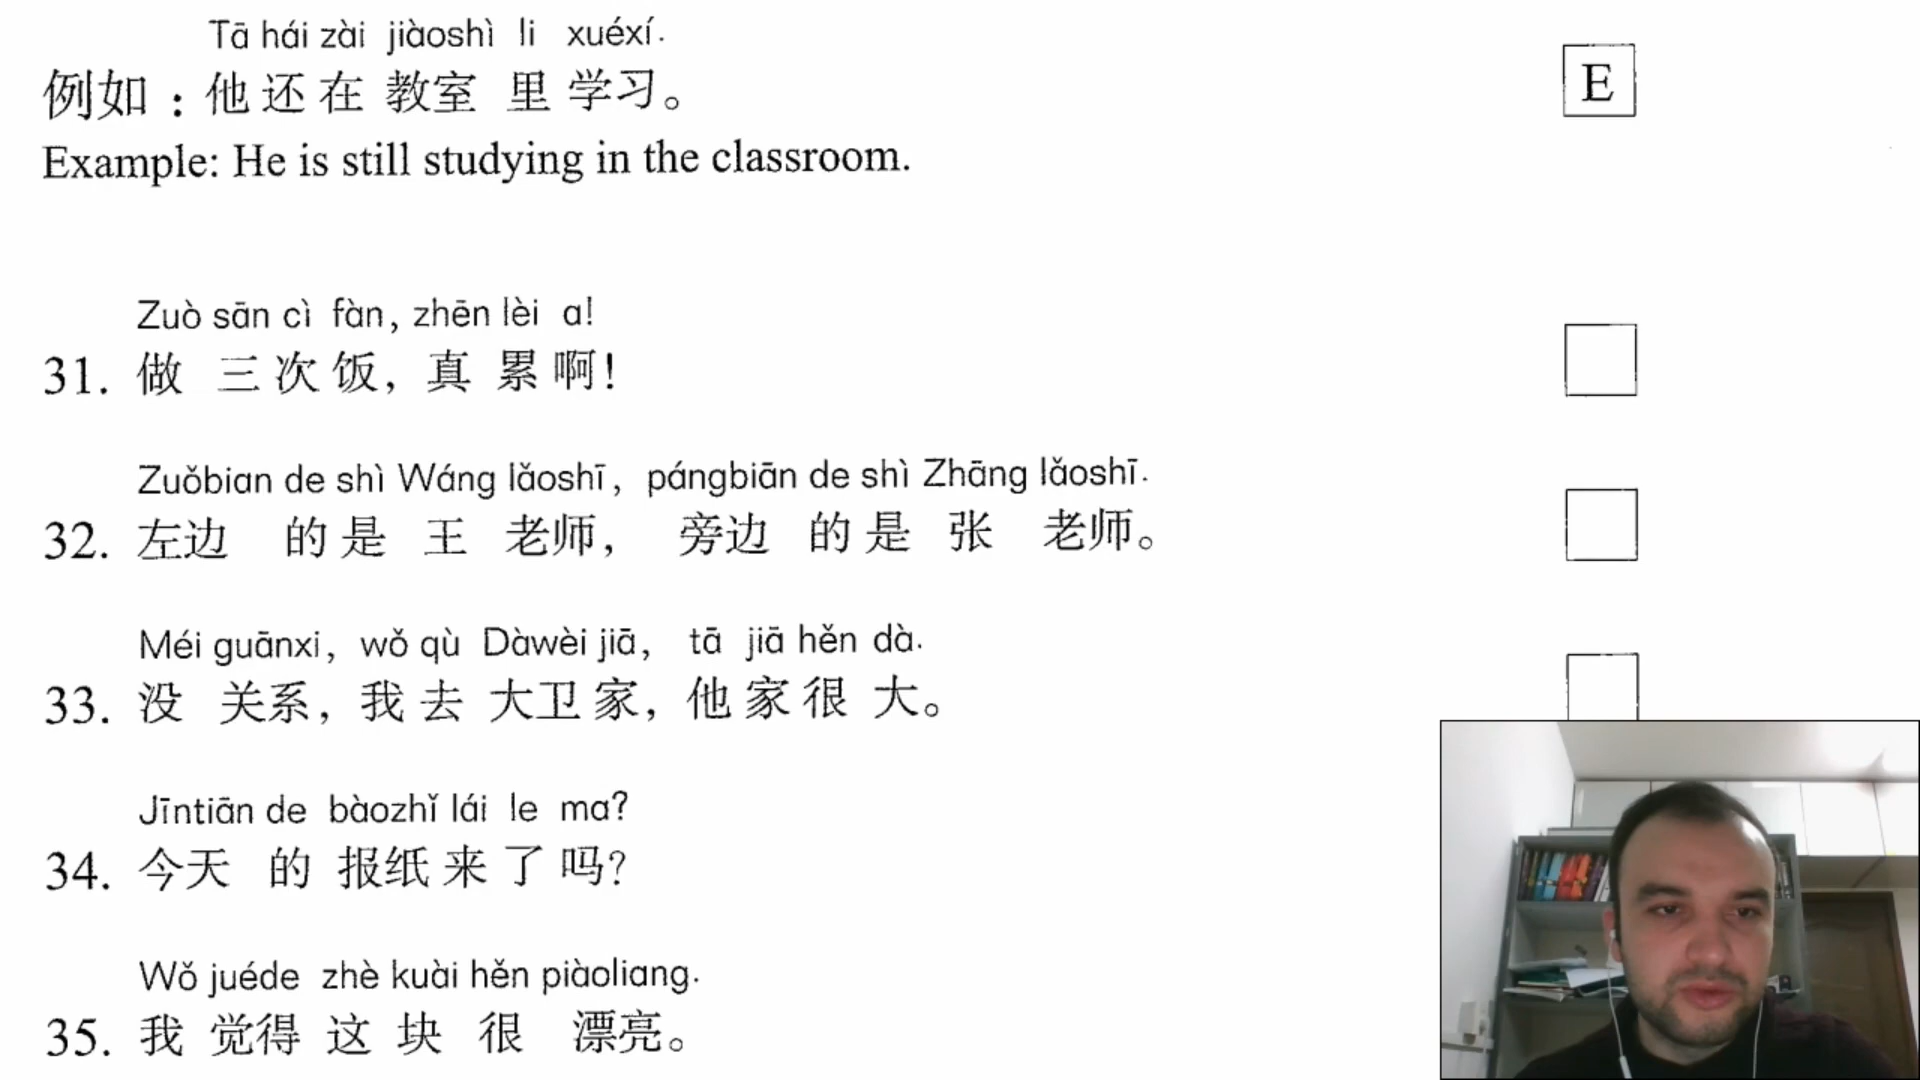 Tā hái zài jiàoshì li xuéxí.
例如：他还在教室里学习。
E
Example: He is still studying in the classroom.
Zuò sān cì fàn, zhēn lèi a!
31. 做三次饭，真累啊！
Zuǒbian de shì Wáng lǎoshī, pángbiān de shì Zhāng lǎoshī.
32. 左边的是王老师，旁边的是张老师。
Méi guānxi, wǒ qù Dàwèi jiā, tā jiā hěn dà.
33. 没关系，我去大卫家，他家很大。
Jīntiān de bàozhǐ lái le ma?
34. 今天的报纸来了吗？
Wǒ juéde zhè kuài hěn piàoliang.
35. 我觉得这块很漂亮。